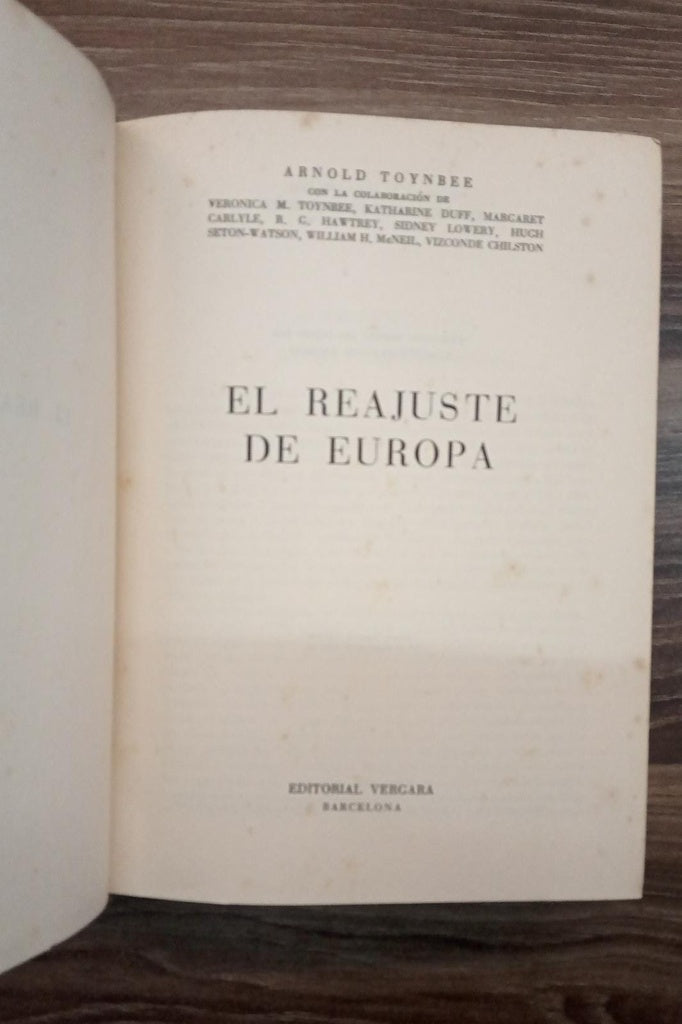 ARNOLD TOYNBEE
CON LA COLABORACIÓN DE
VERONICA M. TOYNBEE, KATHARINE DUFF, MARGARET
CARLYLE, R. G. HAWTREY, SIDNEY LOWERY, HUGH
SETON-WATSON, WILLIAM H. McNEIL, VIZCONDE CHILSTON
EL REAJUSTE
DE EUROPA
EDITORIAL VERGARA
BARCELONA